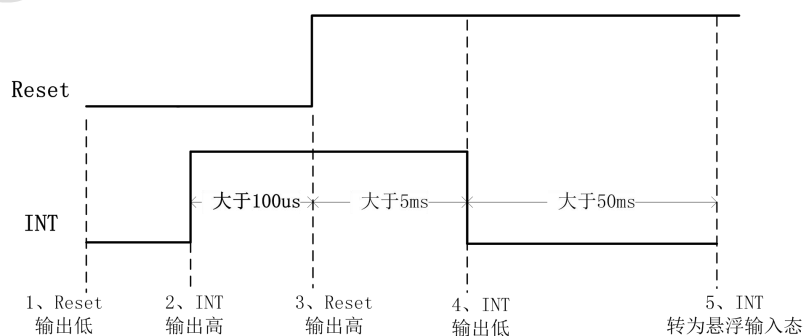 Reset
大于100us
大于5ms
大于50ms
INT
1、Reset
输出低
2、INT
输出高
3、Reset
输出高
4、INT
输出低
5、INT
转为悬浮输入态